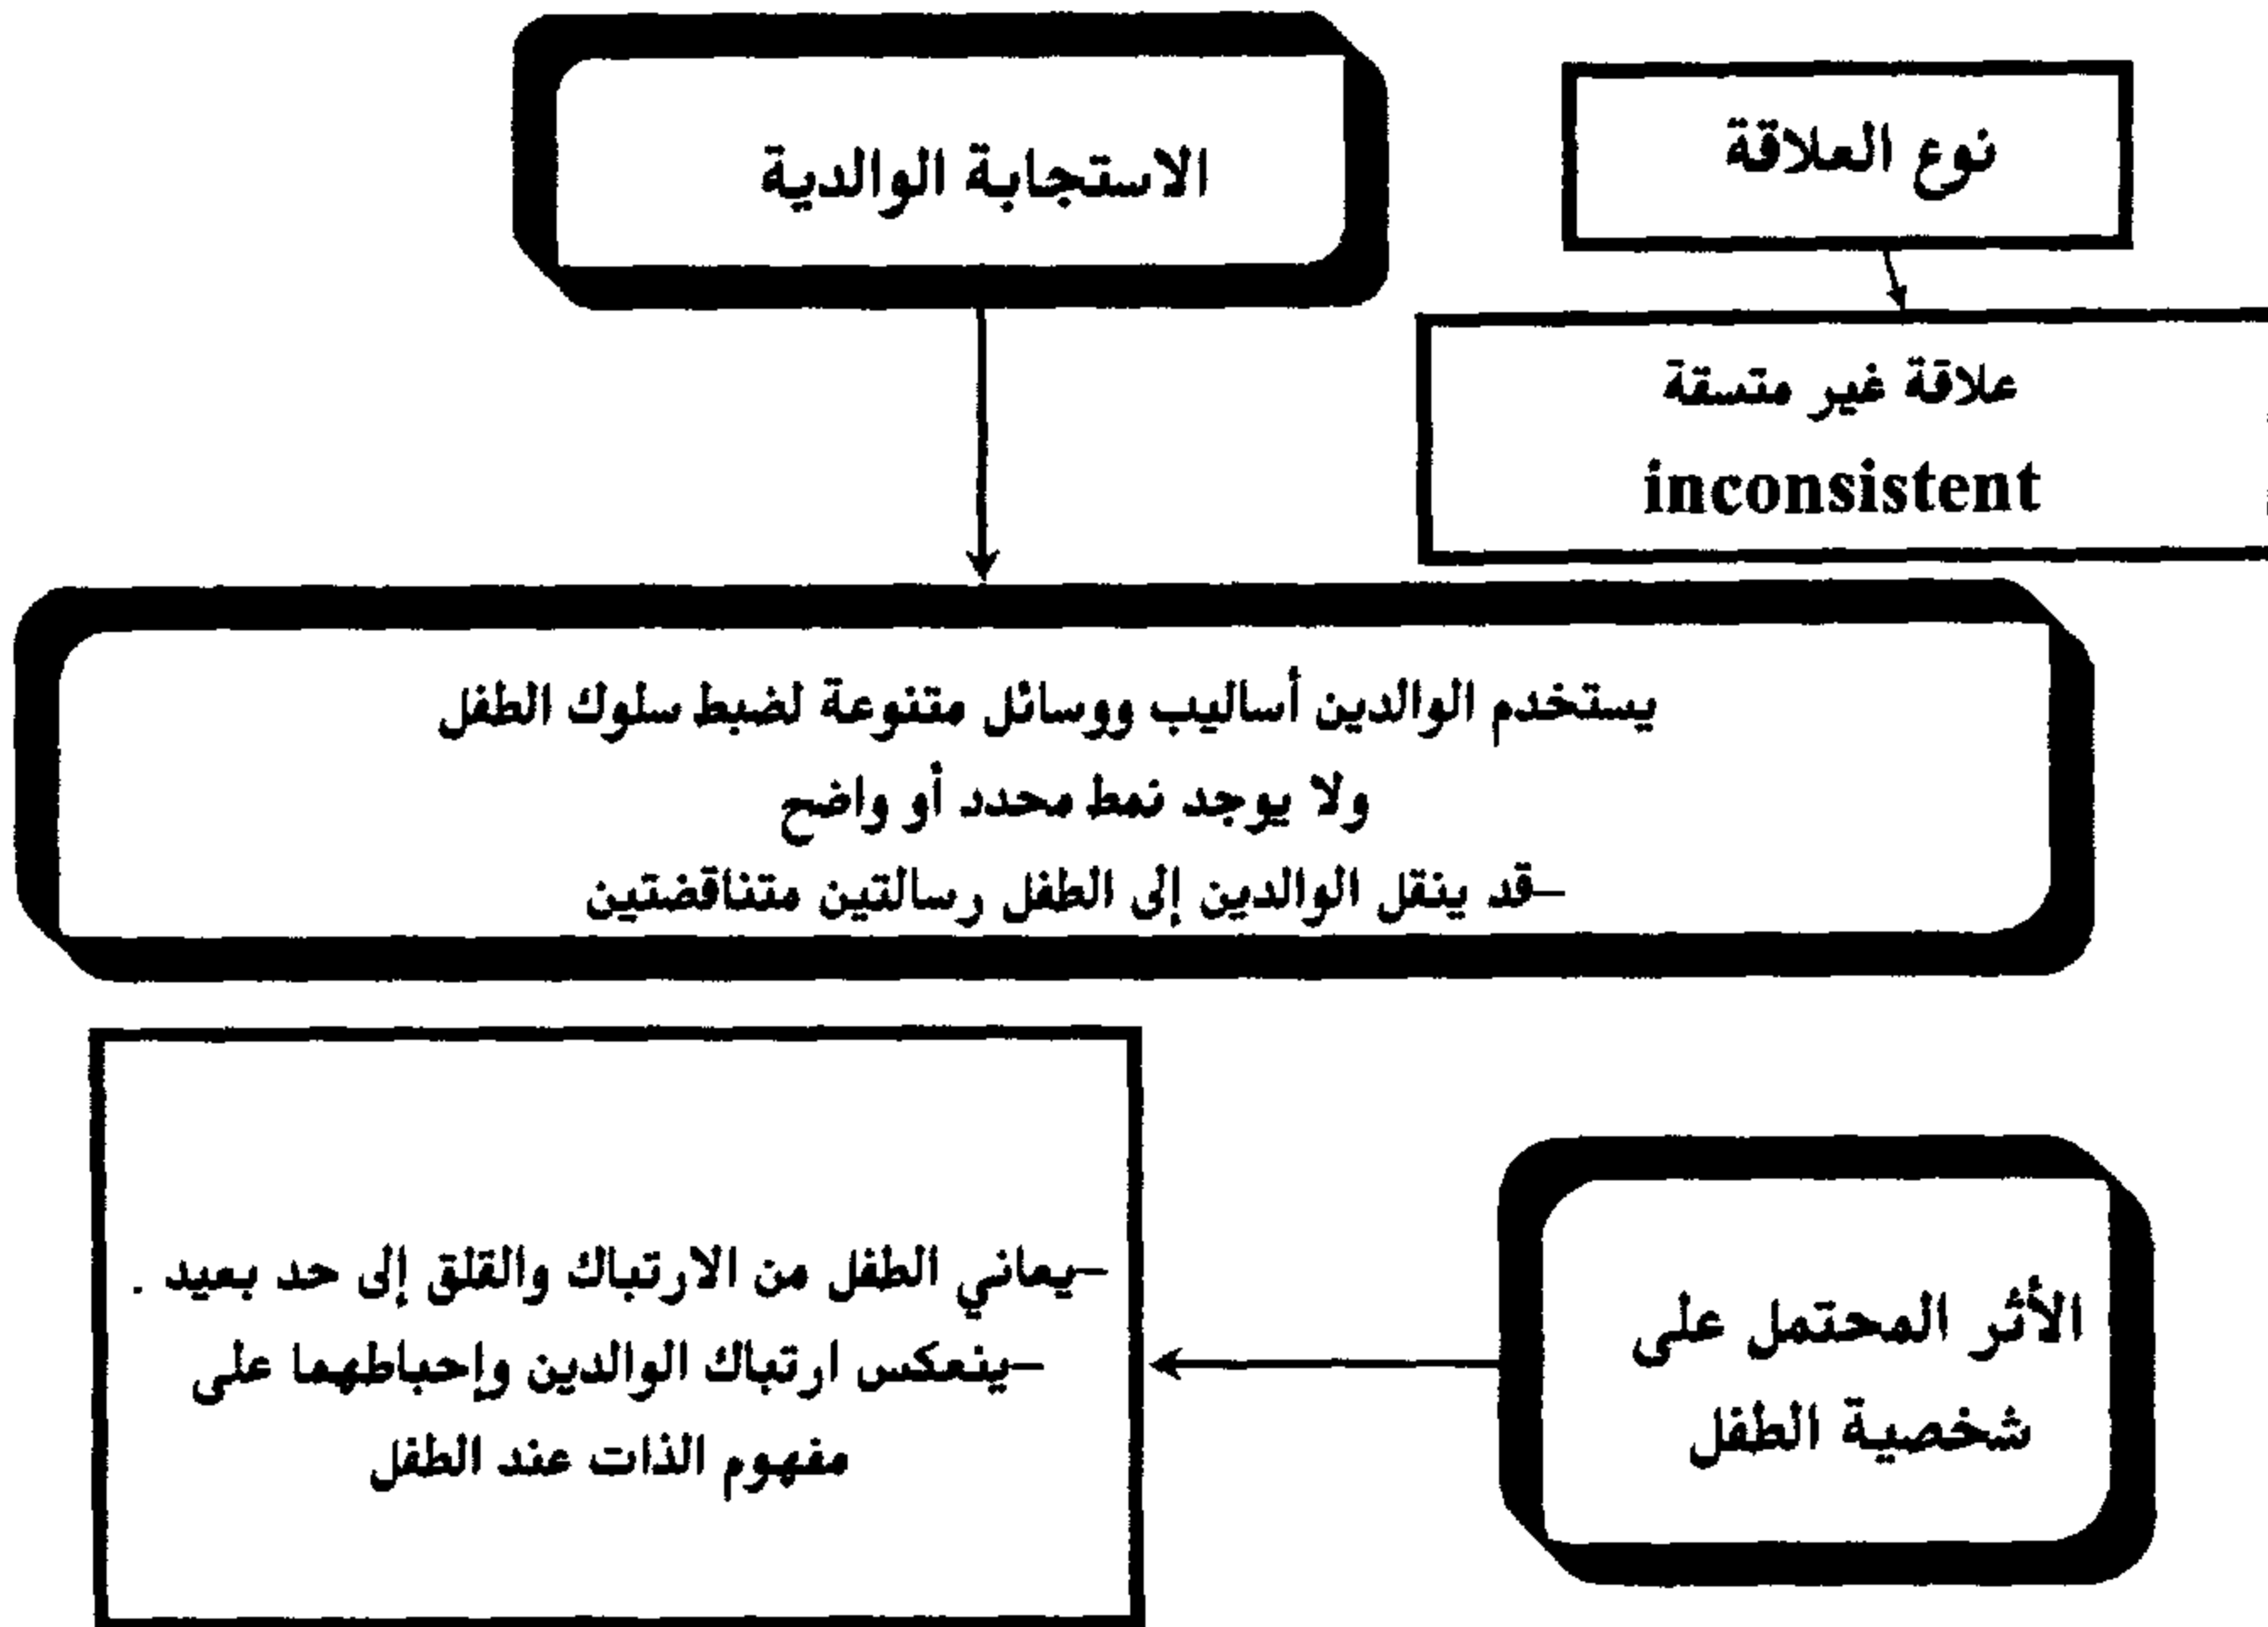 نوع العلاقة
الاستجابة الوالدية
علاقة غير متسقة
inconsistent
يستخدم الوالدين أساليب ووسائل متنوعة لضبط سلوك الطفل
ولا يوجد نمط محدد أو واضح
–قد ينقل الوالدين إلى الطفل رسالتين متناقضتين
الأثر المحتمل على
شخصية الطفل
–يعاني الطفل من الارتباك والقلق إلى حد بعيد .
–ينعكس ارتباك الوالدين وإحباطهما على
مفهوم الذات عند الطفل